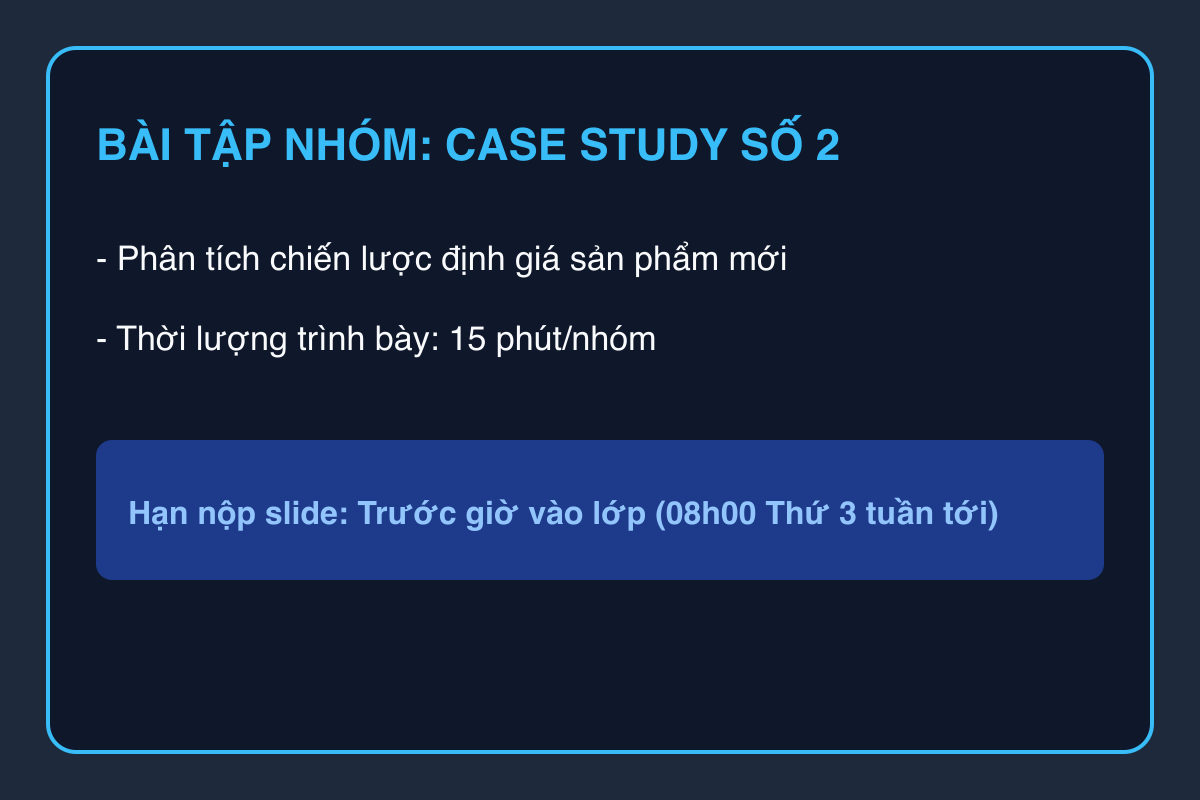 BÀI TẬP NHÓM: CASE STUDY SỐ 2
- Phân tích chiến lược định giá sản phẩm mới
- Thời lượng trình bày: 15 phút/nhóm
Hạn nộp slide: Trước giờ vào lớp (08h00 Thứ 3 tuần tới)